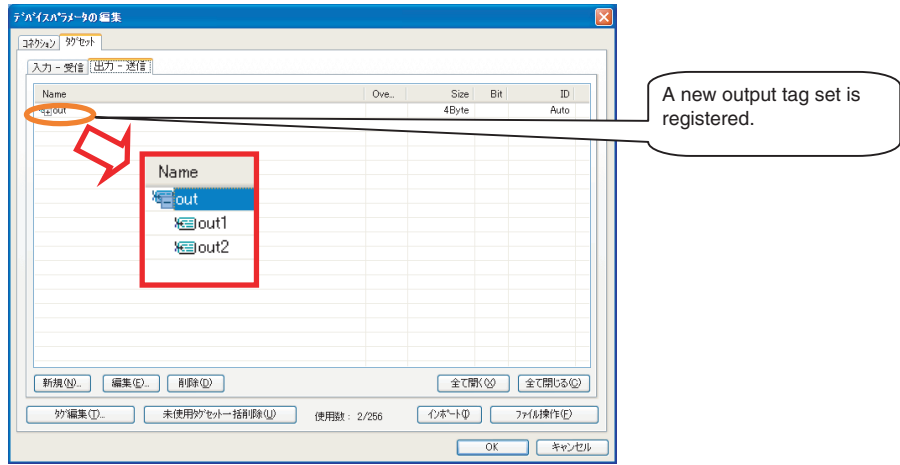 ﾃﾞﾊﾞｲｽﾊﾟﾗﾒｰﾀの編集
ｺﾈｸｼｮﾝ ﾀｸﾞｾｯﾄ
入力 - 受信 出力 - 送信
Name Ove.. Size Bit ID
out 4Byte Auto
A new output tag set is
registered.
Name
out
out1
out2
新規(N)... 編集(E)... 削除(D) 全て開く(X) 全て閉じる(C)
ﾀｸﾞ編集(T)... 未使用ﾀｸﾞｾｯﾄ一括削除(U) 使用数： 2/256 ｲﾝﾎﾟｰﾄ(I) ﾌｧｲﾙ操作(F)
OK ｷｬﾝｾﾙ